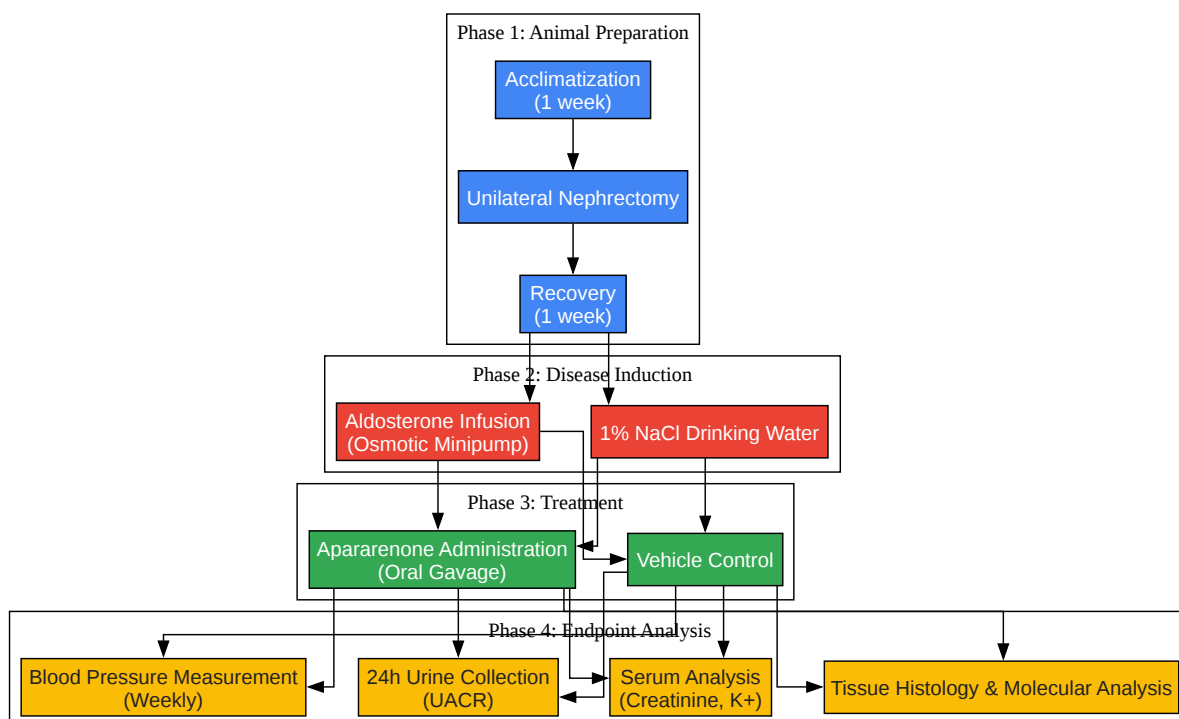 Phase 1: Animal Preparation
Acclimatization
(1 week)
Unilateral Nephrectomy
Recovery
(1 week)
Phase 2: Disease Induction
Aldosterone Infusion
(Osmotic Minipump)
1% NaCl Drinking Water
Phase 3: Treatment
Apararenone Administration
(Oral Gavage)
Vehicle Control
Phase 4: Endpoint Analysis
Blood Pressure Measurement
(Weekly)
24h Urine Collection
(UACR)
Serum Analysis
(Creatinine, K+)
Tissue Histology & Molecular Analysis